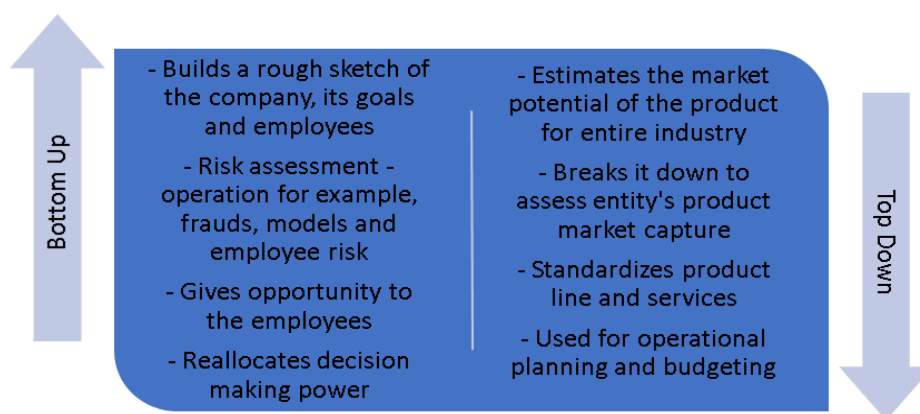 Bottom Up
- Builds a rough sketch of
the company, its goals
and employees
- Risk assessment -
operation for example,
frauds, models and
employee risk
- Gives opportunity to
the employees
- Reallocates decision
making power
- Estimates the market
potential of the product
for entire industry
- Breaks it down to
assess entity's product
market capture
- Standardizes product
line and services
- Used for operational
planning and budgeting
Top Down